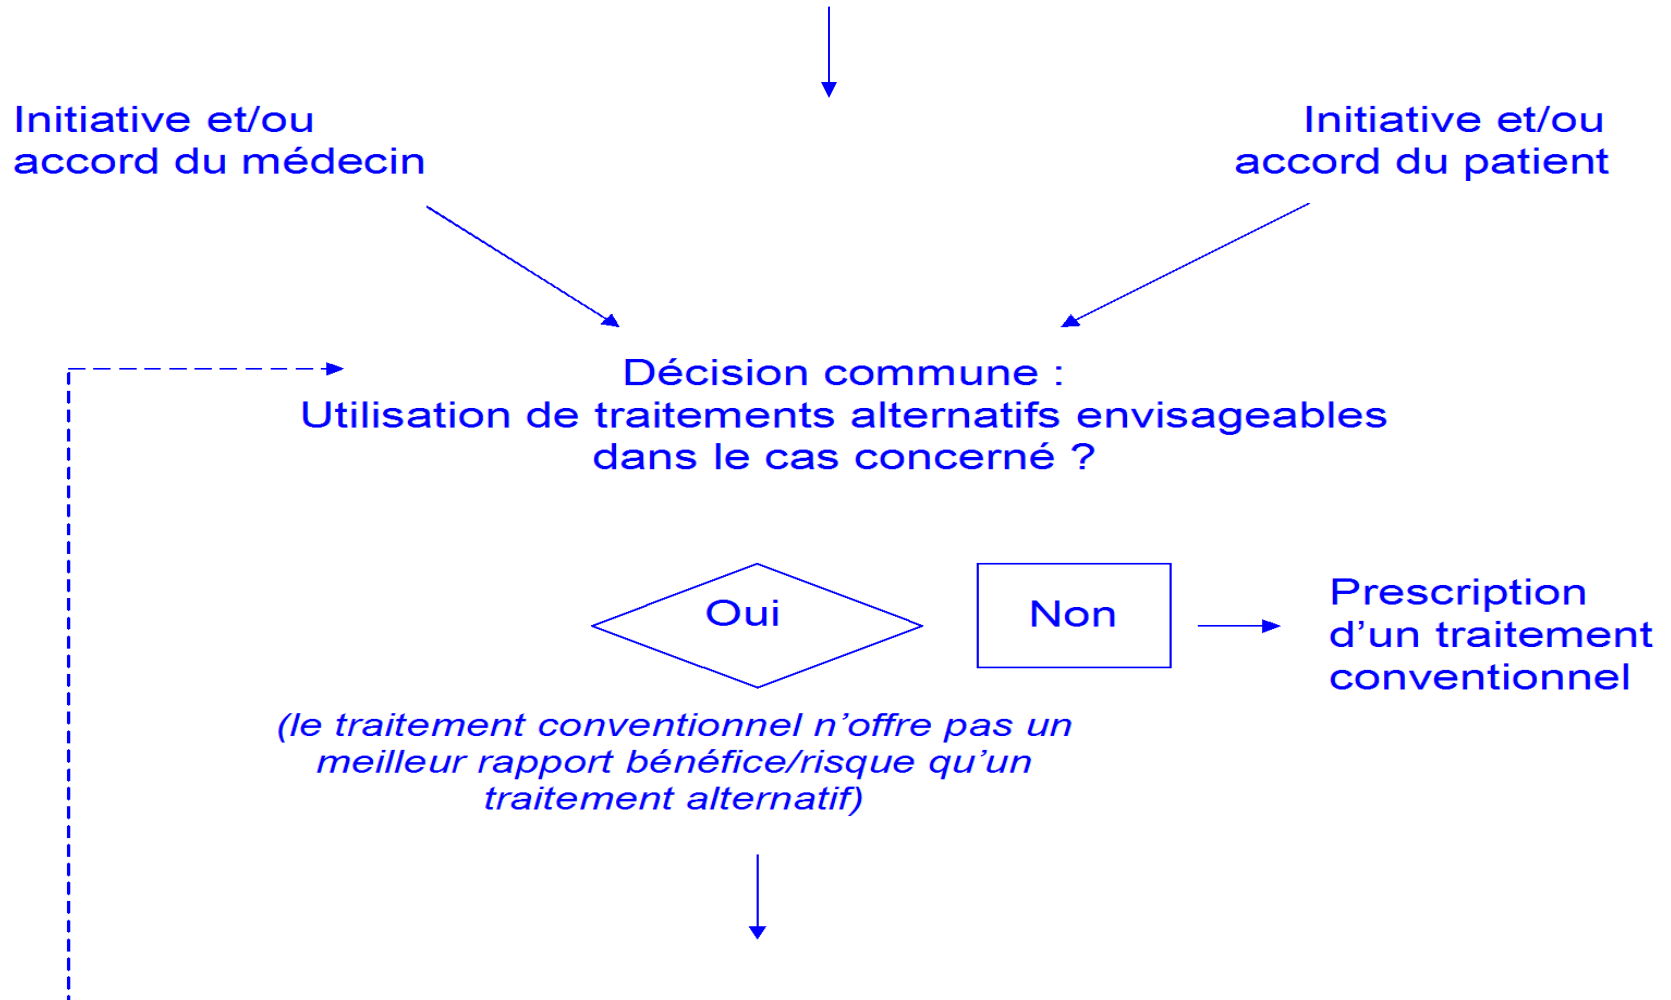 Initiative et/ou
accord du médecin
Initiative et/ou
accord du patient
Décision commune :
Utilisation de traitements alternatifs envisageables
dans le cas concerné ?
Oui
Non
Prescription
d’un traitement
conventionnel
(le traitement conventionnel n’offre pas un
meilleur rapport bénéfice/risque qu’un
traitement alternatif)